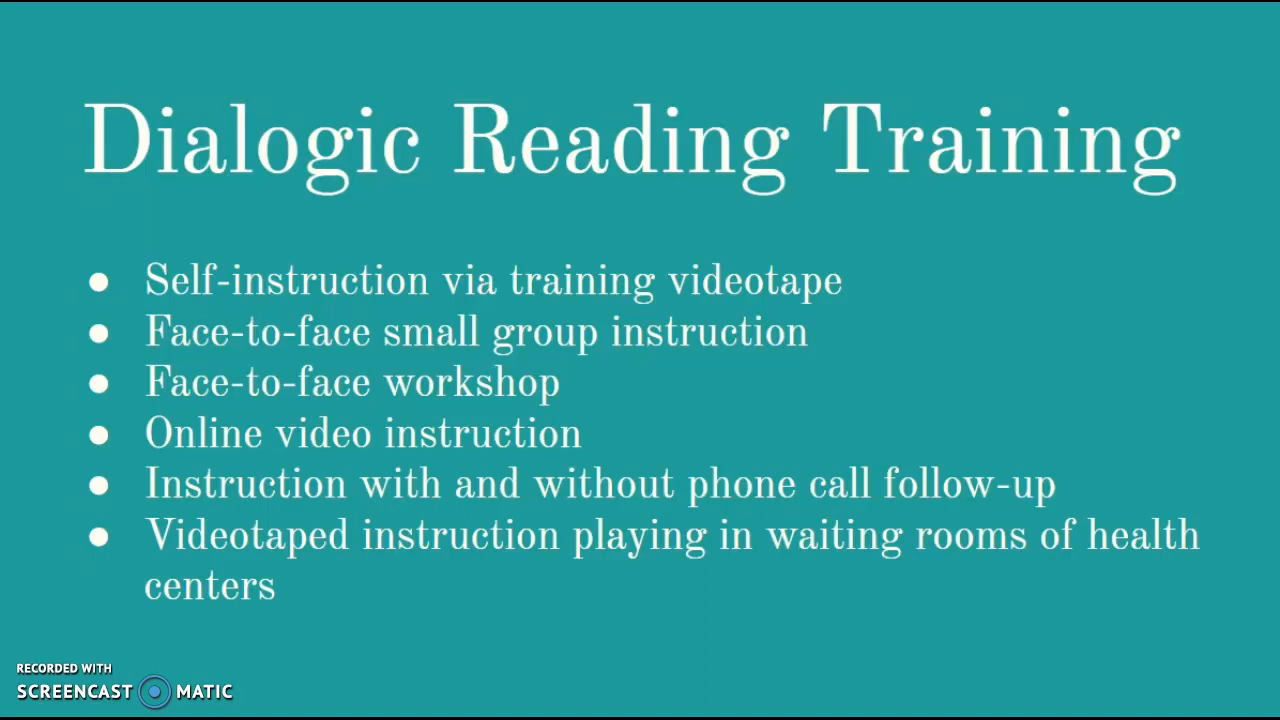 Dialogic Reading Training
● Self-instruction via training videotape
● Face-to-face small group instruction
● Face-to-face workshop
● Online video instruction
● Instruction with and without phone call follow-up
● Videotaped instruction playing in waiting rooms of health
centers
RECORDED WITH
SCREENCAST MATIC